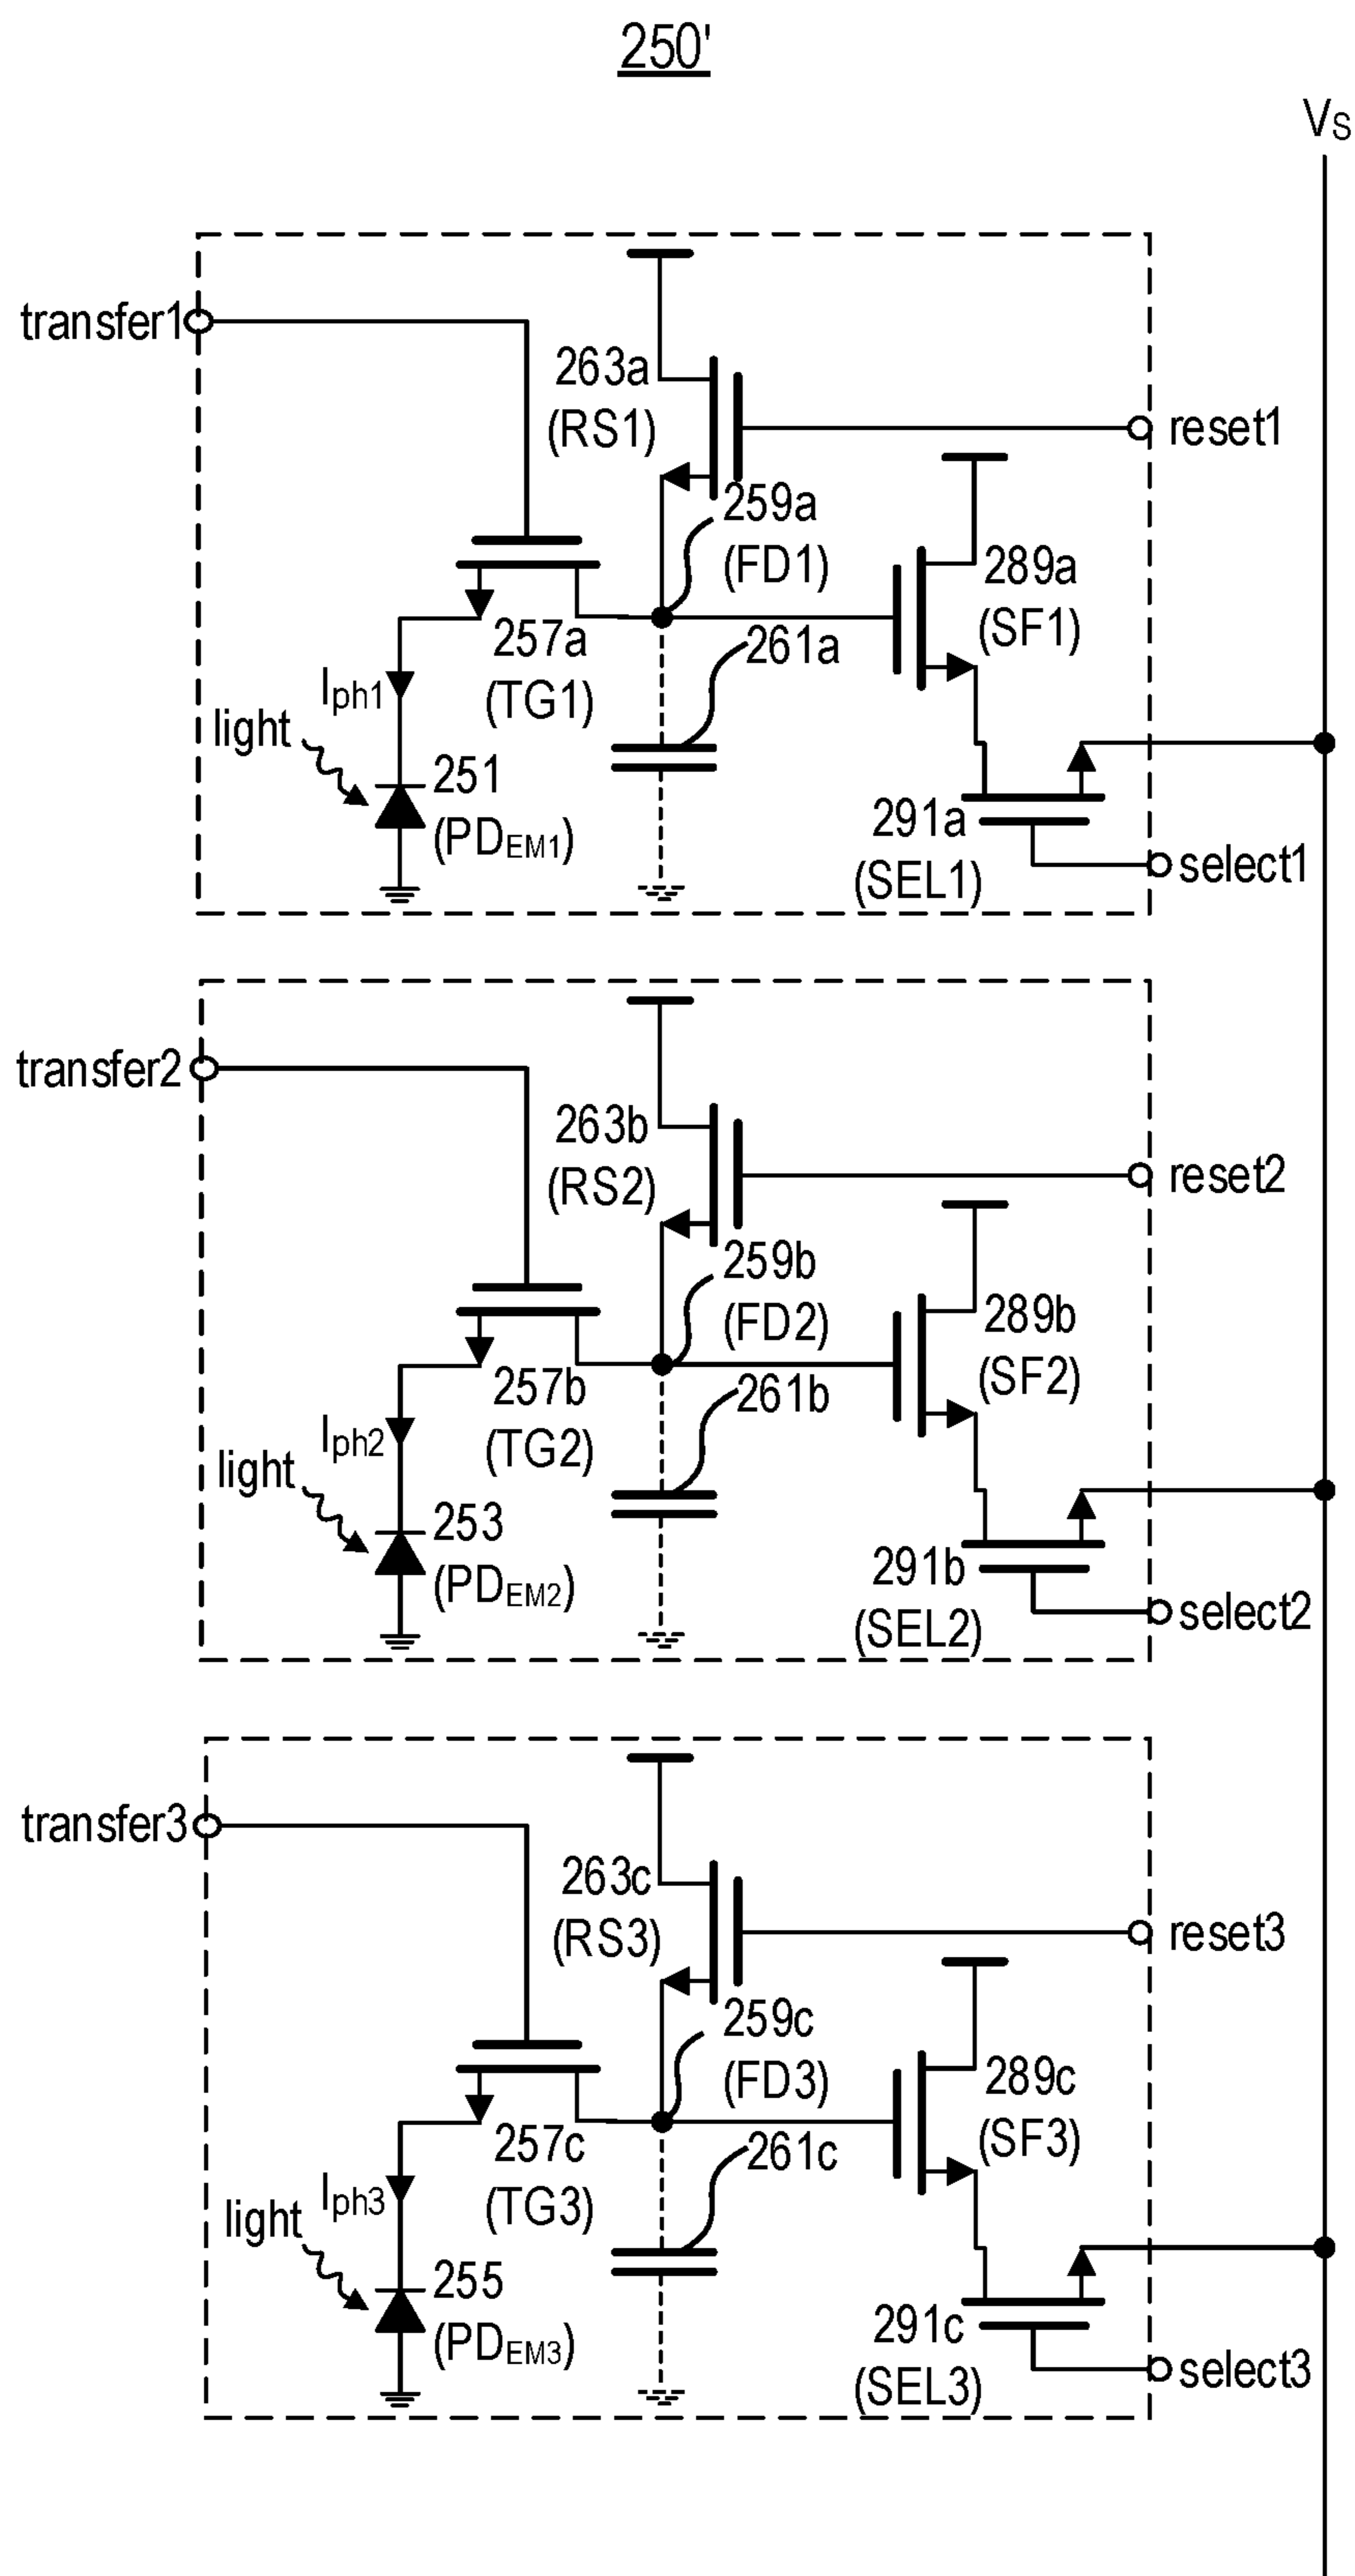 250'
VS
transfer1
263a
(RS1)
reset1
259a
(FD1)
289a
(SF1)
257a
(TG1)
261a
Iph1
light
251
(PDEM1)
291a
(SEL1)
select1
transfer2
263b
(RS2)
reset2
259b
(FD2)
289b
(SF2)
257b
(TG2)
261b
Iph2
light
253
(PDEM2)
291b
(SEL2)
select2
transfer3
263c
(RS3)
reset3
259c
(FD3)
289c
(SF3)
257c
(TG3)
261c
Iph3
light
255
(PDEM3)
291c
(SEL3)
select3